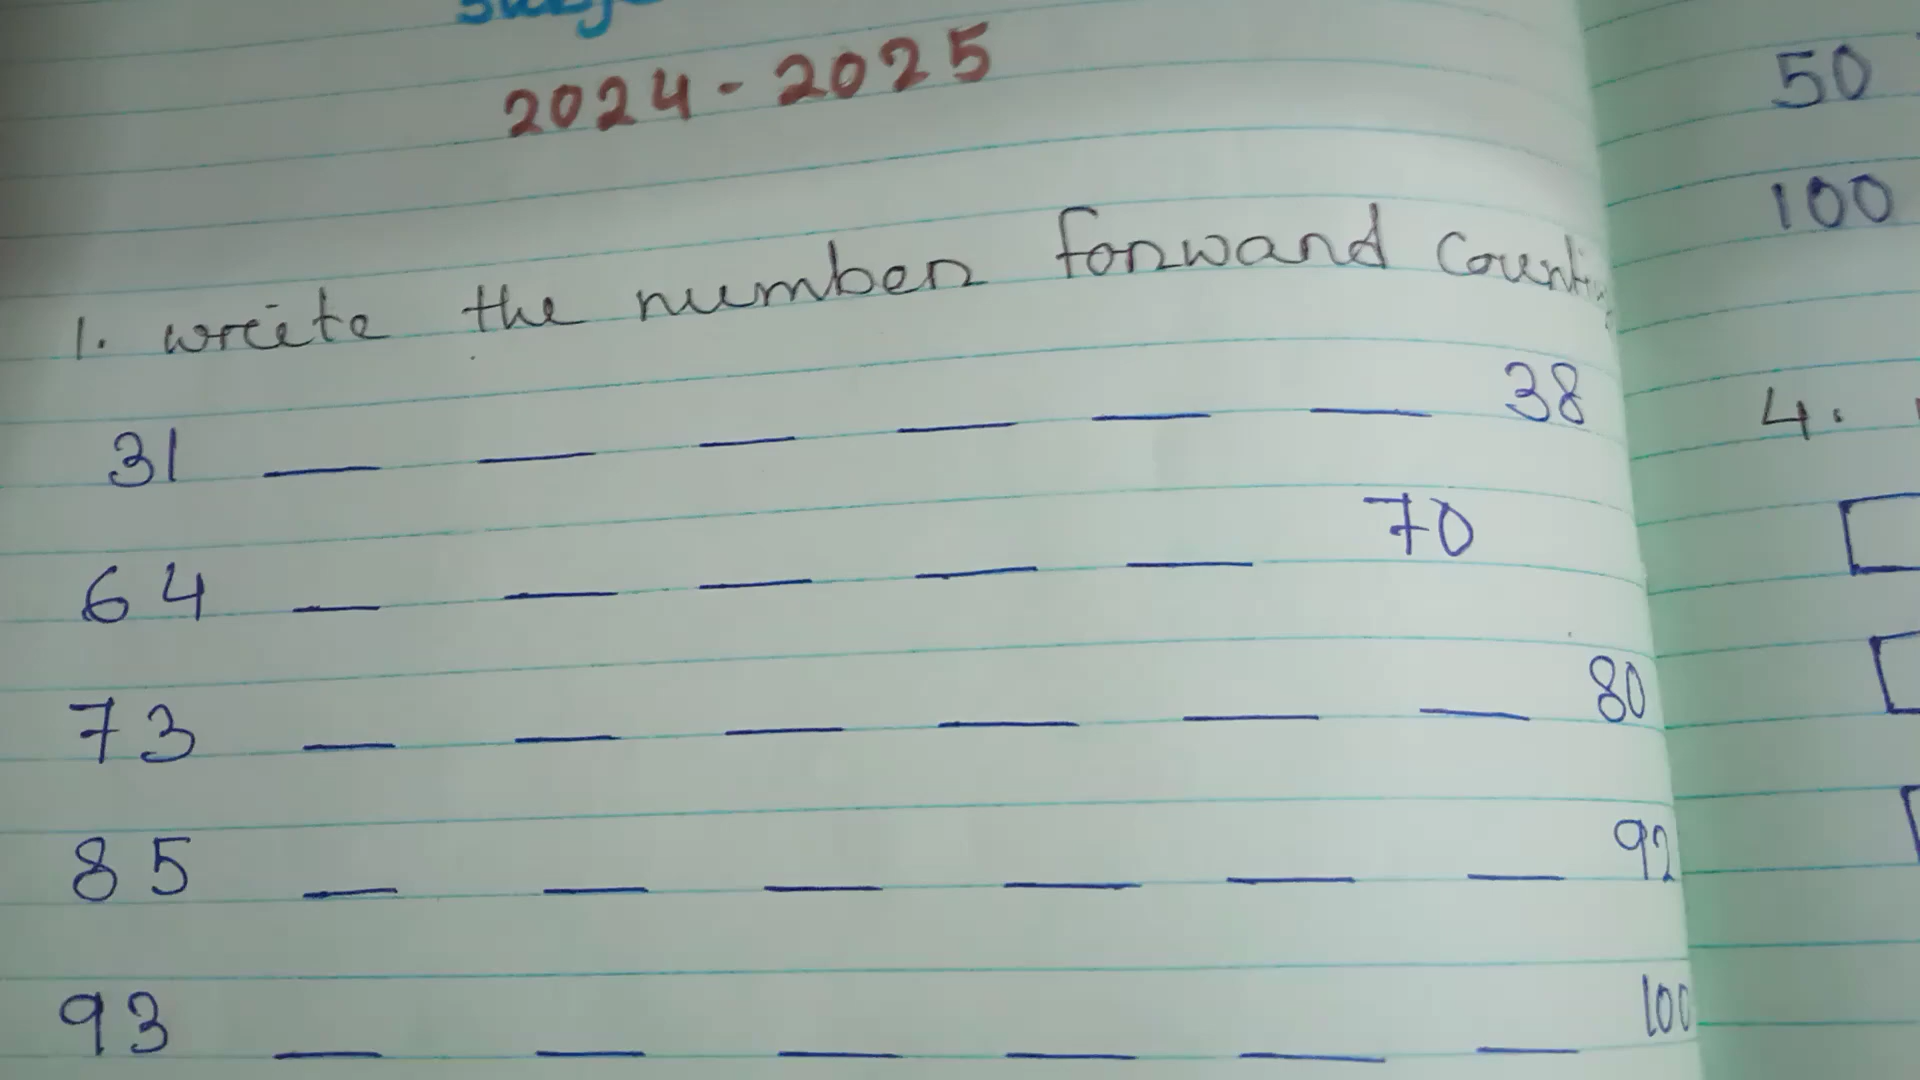 2024-2025
1. write the number forward
31 __ __ __ __ __ __ 38
64 __ __ __ __ __ 70
73 __ __ __ __ __ __ 80
85 __ __ __ __ __ __ 92
93 __ __ __ __ __ __ 100
50
100
4.